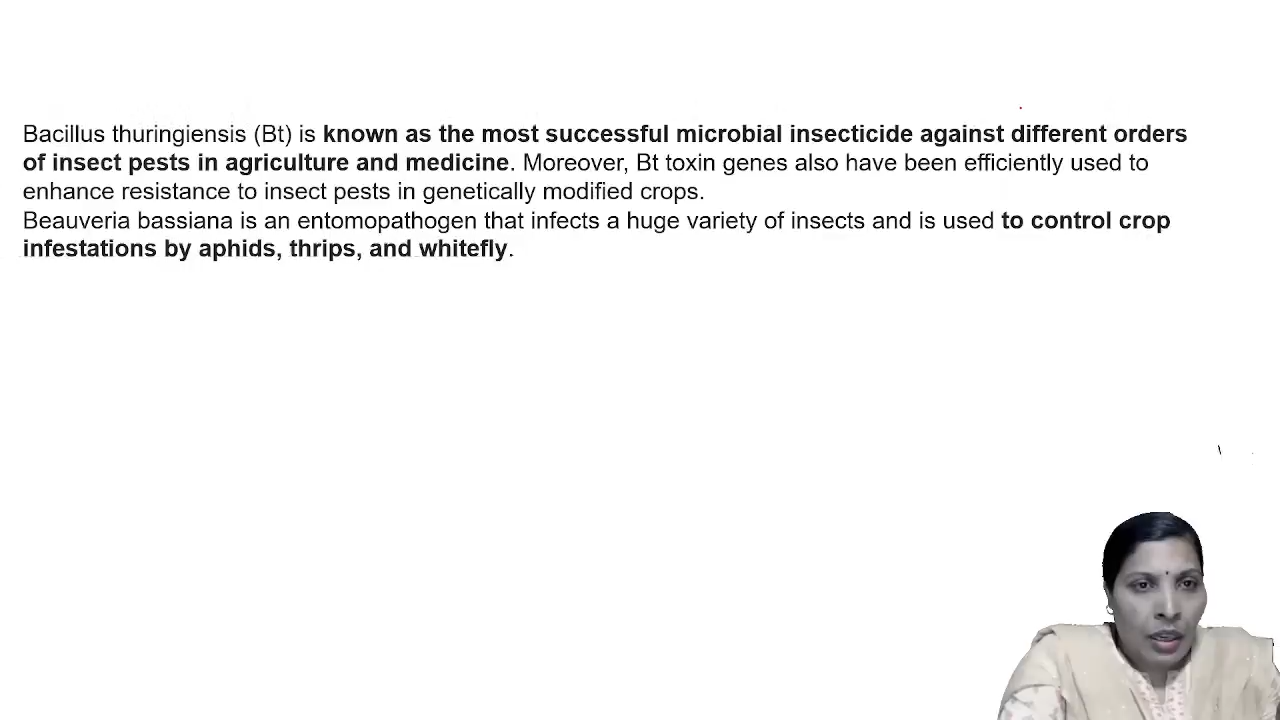 Bacillus thuringiensis (Bt) is known as the most successful microbial insecticide against different orders
of insect pests in agriculture and medicine. Moreover, Bt toxin genes also have been efficiently used to
enhance resistance to insect pests in genetically modified crops.
Beauveria bassiana is an entomopathogen that infects a huge variety of insects and is used to control crop
infestations by aphids, thrips, and whitefly.